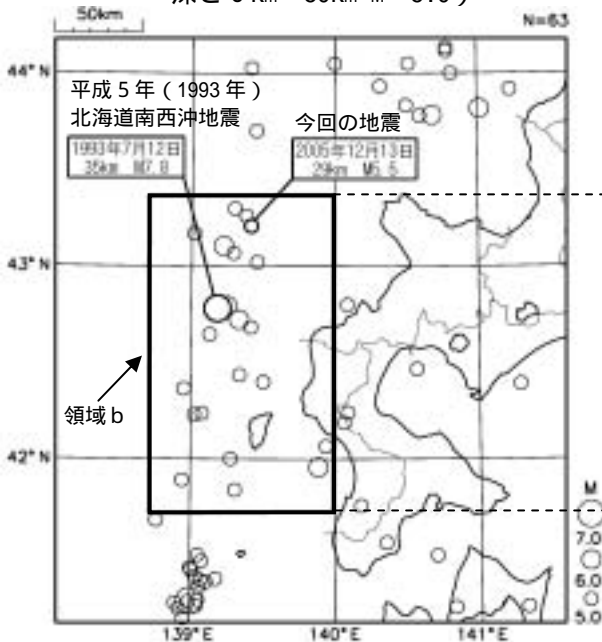 50km
N=63
44°N
平成5年(1993年)
北海道南西沖地震
今回の地震
1993年7月12日
35km M7.8
2005年12月13日
29km M5.5
43°N
領域b
42°N
M
7.0
6.0
5.0
139°E
140°E
141°E